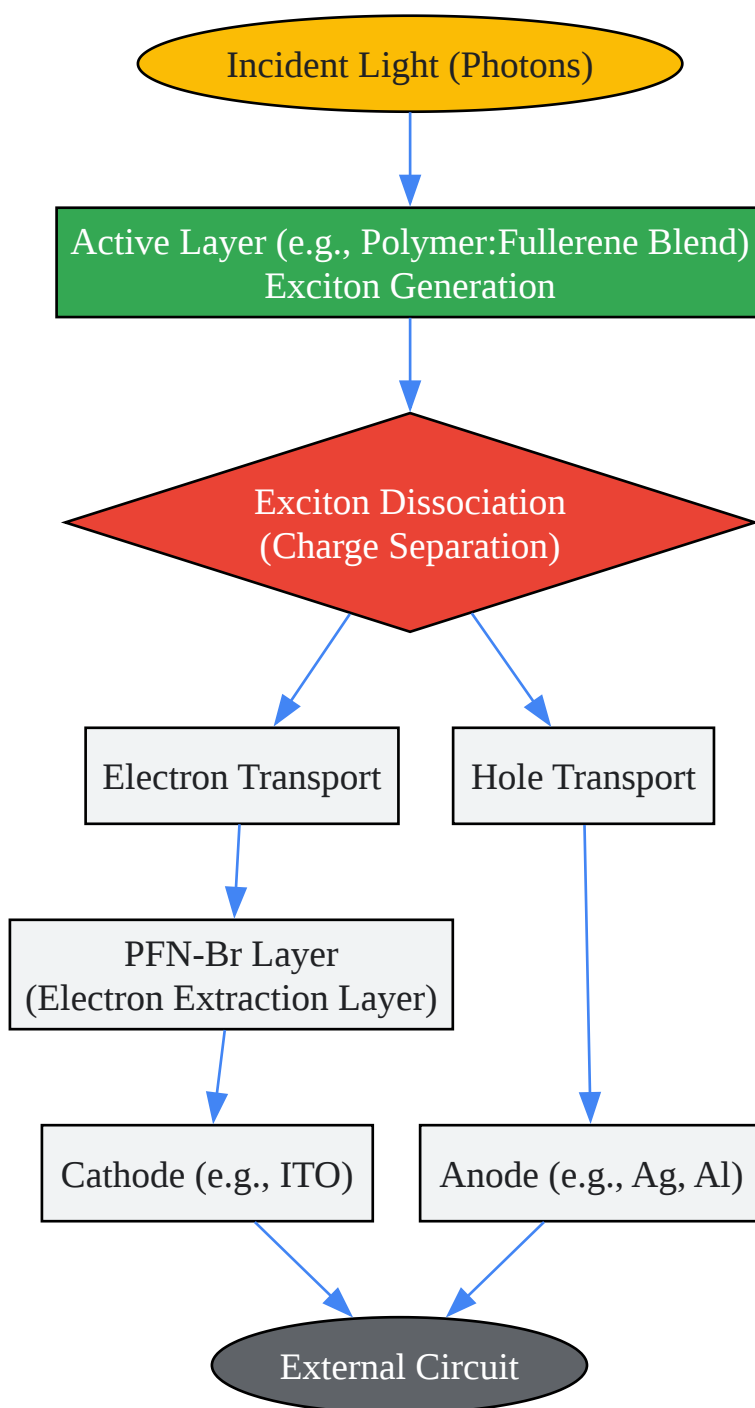 Incident Light (Photons)
Active Layer (e.g., Polymer:Fullerene Blend)
Exciton Generation
Exciton Dissociation
(Charge Separation)
Electron Transport
Hole Transport
PFN-Br Layer
(Electron Extraction Layer)
Cathode (e.g., ITO)
Anode (e.g., Ag, Al)
External Circuit